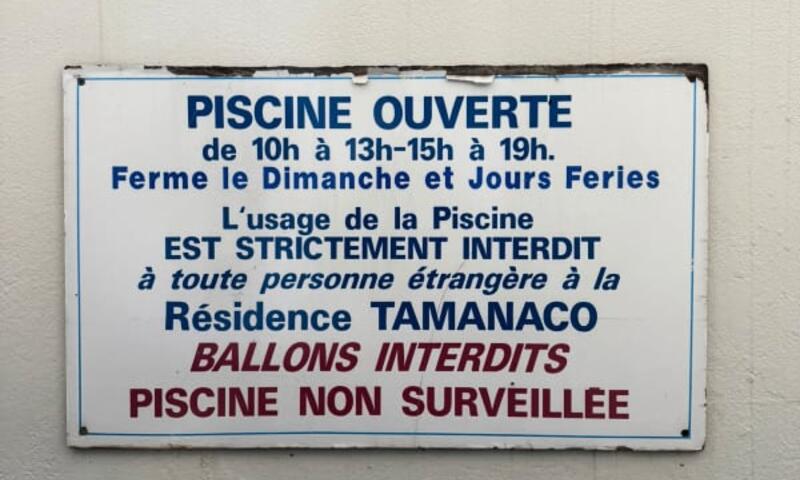 PISCINE OUVERTE
de 10h à 13h-15h à 19h.
Ferme le Dimanche et Jours Feries
L'usage de la Piscine
EST STRICTEMENT INTERDIT
à toute personne étrangère à la
Résidence TAMANACO
BALLONS INTERDITS
PISCINE NON SURVEILLÉE